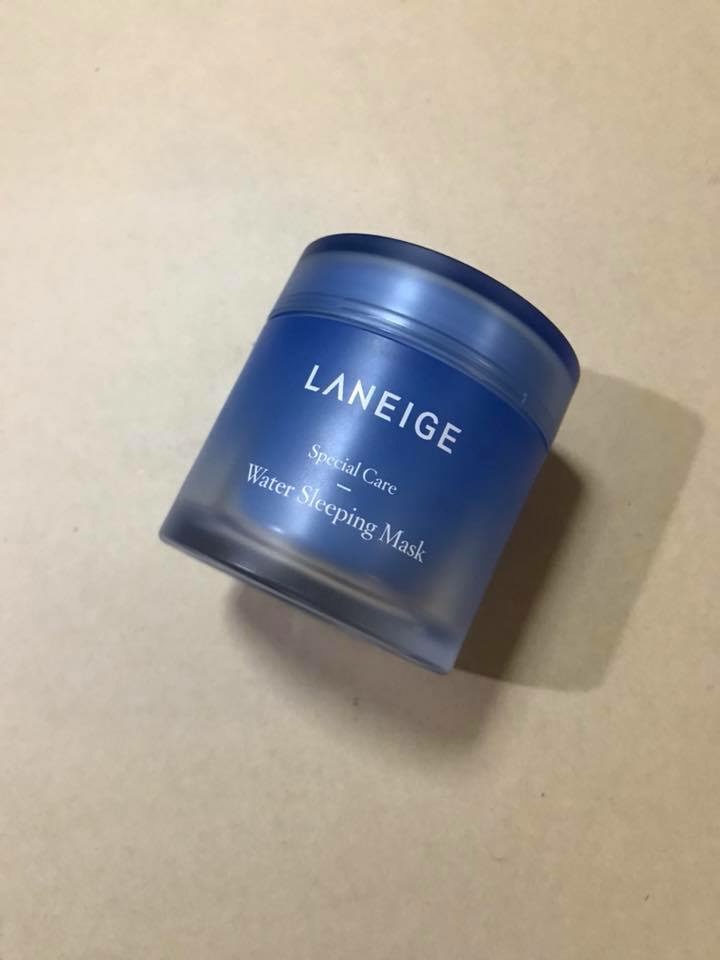 LANEIGE
Special Care
Water Sleeping Mask